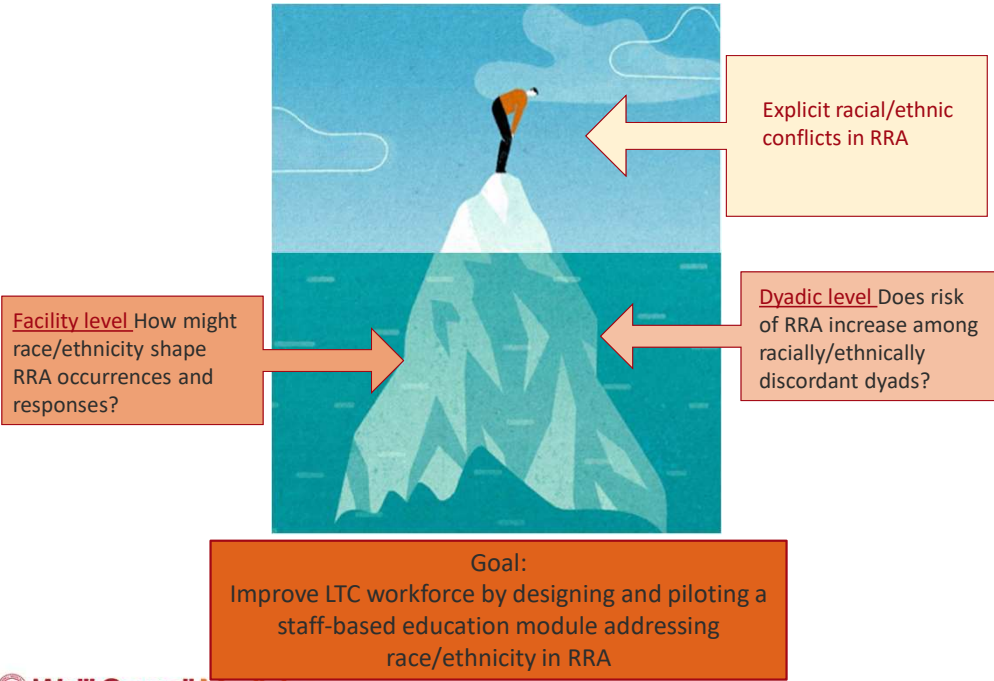 Explicit racial/ethnic
conflicts in RRA
Facility level How might
race/ethnicity shape
RRA occurrences and
responses?
Dyadic level Does risk
of RRA increase among
racially/ethnically
discordant dyads?
Goal:
Improve LTC workforce by designing and piloting a
staff-based education module addressing
race/ethnicity in RRA